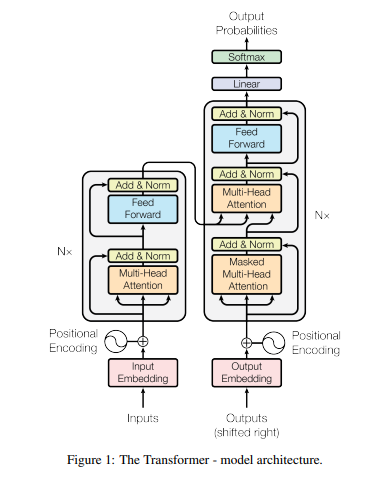 Output
Probabilities
Softmax
Linear
Add & Norm
Feed
Forward
Add & Norm
Multi-Head
Attention
Add & Norm
Masked
Multi-Head
Attention
Nx
Positional
Encoding
Output
Embedding
Outputs
(shifted right)
Add & Norm
Feed
Forward
Add & Norm
Multi-Head
Attention
Nx
Positional
Encoding
Input
Embedding
Inputs
Figure 1: The Transformer - model architecture.